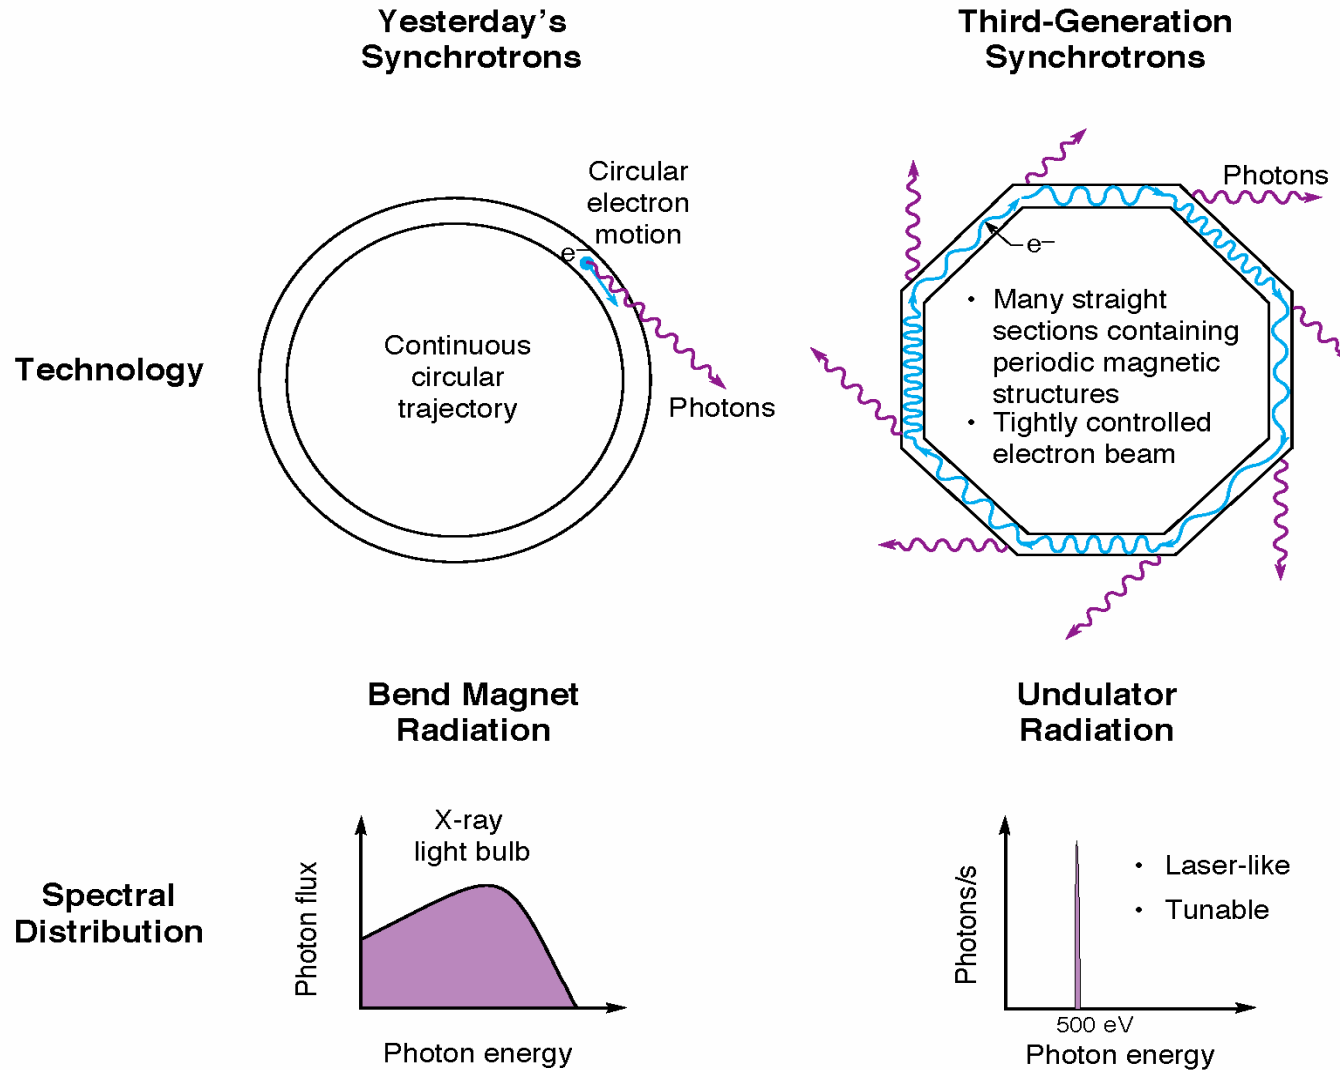 Yesterday's
Synchrotrons
Third-Generation
Synchrotrons
Technology
Circular
electron
motion
e–
Continuous
circular
trajectory
Photons
Photons
e–
• Many straight
sections containing
periodic magnetic
structures
• Tightly controlled
electron beam
Bend Magnet
Radiation
Undulator
Radiation
Spectral
Distribution
X-ray
light bulb
Photon flux
Photon energy
Photons/s
• Laser-like
• Tunable
500 eV
Photon energy